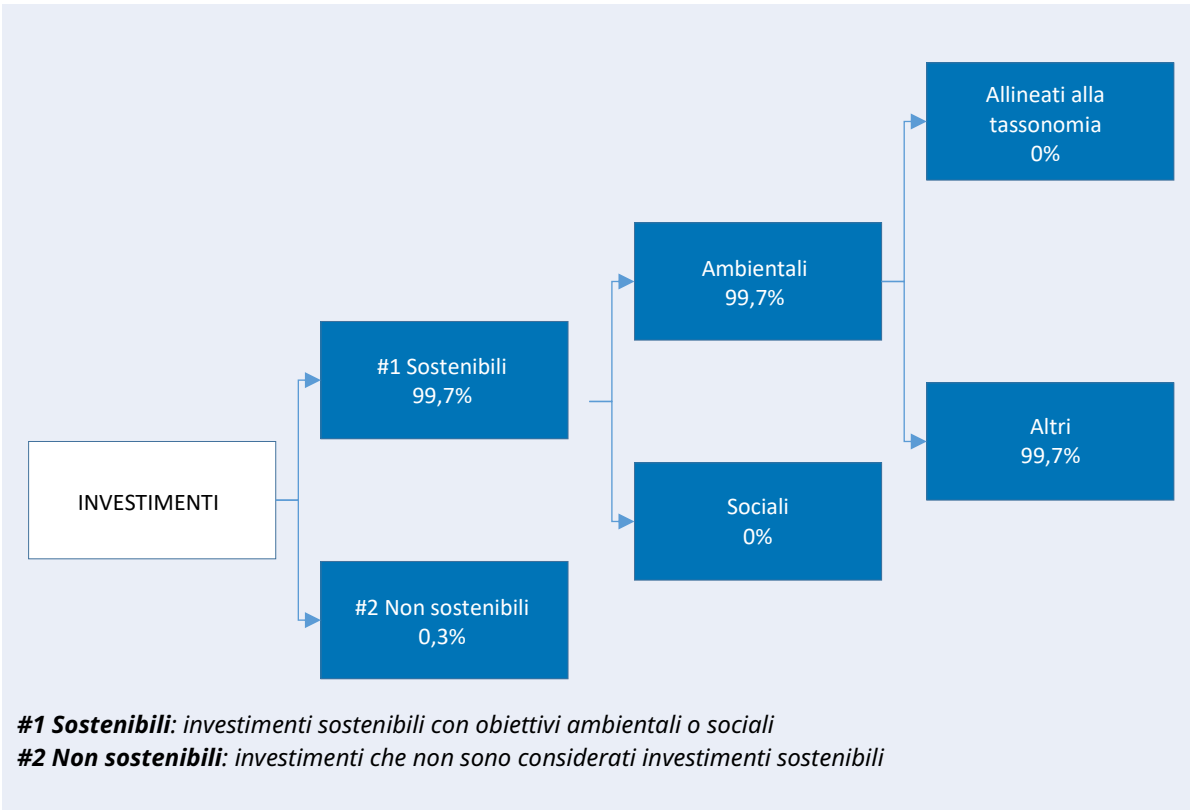 Allineati alla
tassonomia
0%
Ambientali
99,7%
#1 Sostenibili
99,7%
Altri
99,7%
INVESTIMENTI
Sociali
0%
#2 Non sostenibili
0,3%
#1 Sostenibili: investimenti sostenibili con obiettivi ambientali o sociali
#2 Non sostenibili: investimenti che non sono considerati investimenti sostenibili